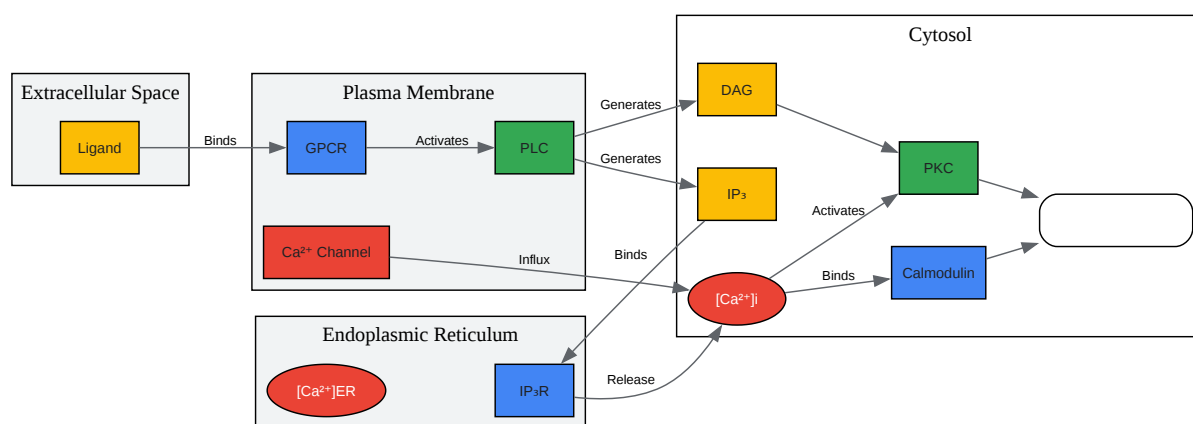 Cytosol
Extracellular Space
Plasma Membrane
Ligand
Binds
GPCR
Activates
PLC
Generates
Generates
DAG
IP₃
PKC
Ca²⁺ Channel
Influx
Binds
Activates
[Ca²⁺]i
Binds
Calmodulin
Endoplasmic Reticulum
[Ca²⁺]ER
IP₃R
Release